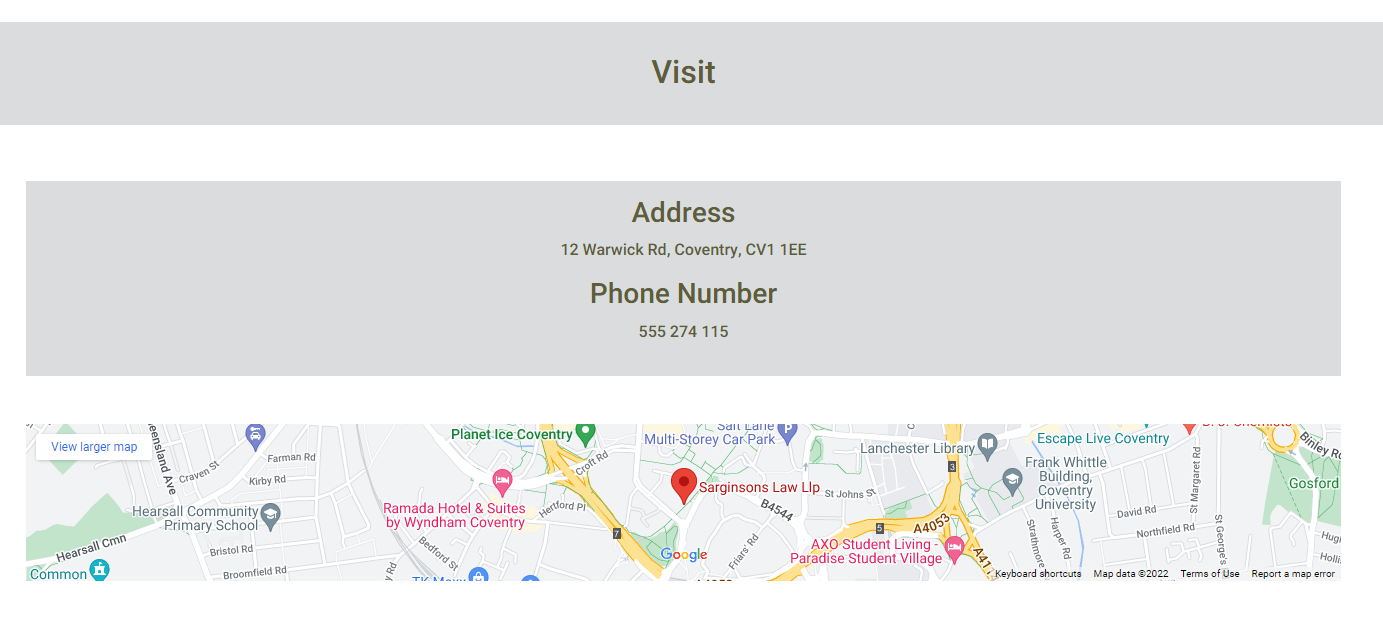 Visit
Address
12 Warwick Rd, Coventry, CV1 1EE
Phone Number
555 274 115
View larger map
Craven St
Farman Rd
Kirby Rd
Hearsall Community
Primary School
Hearsall Cmn
Bristol Rd
Broomfield Rd
Common
Planet Ice Coventry
Croft Rd
Ramada Hotel & Suites
by Wyndham Coventry
Hertford Pl
Bedford St
7
Salt Lane
Multi-Storey Car Park
P
Sarginsons Law Llp
B4544
St Johns St
Friars' Rd
Google
Lanchester Library
3
Escape Live Coventry
Frank Whittle
Building,
Coventry
University
5
A4053
AXO Student Living -
Paradise Student Village
Strathmore
Harper Rd
David Rd
Northfield Rd
St Margaret Rd
St George's
Gosford
Keyboard shortcuts
Map data ©2022
Terms of Use
Report a map error